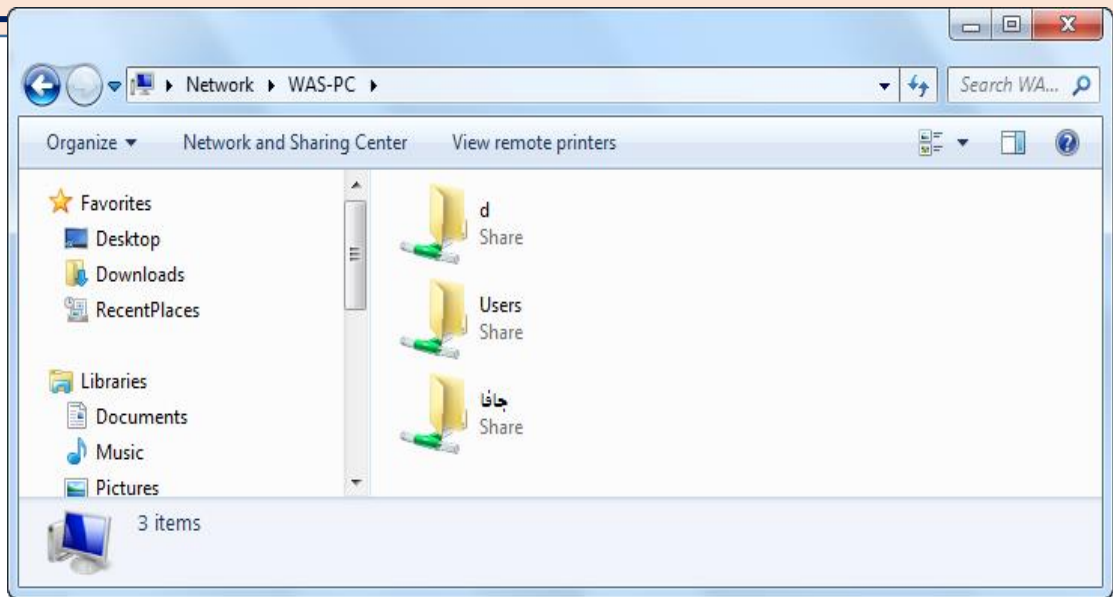 Network WAS-PC
Search WA...
Organize Network and Sharing Center View remote printers
Favorites
Desktop
Downloads
RecentPlaces
Libraries
Documents
Music
Pictures
d
Share
Users
Share
جافا
Share
3 items